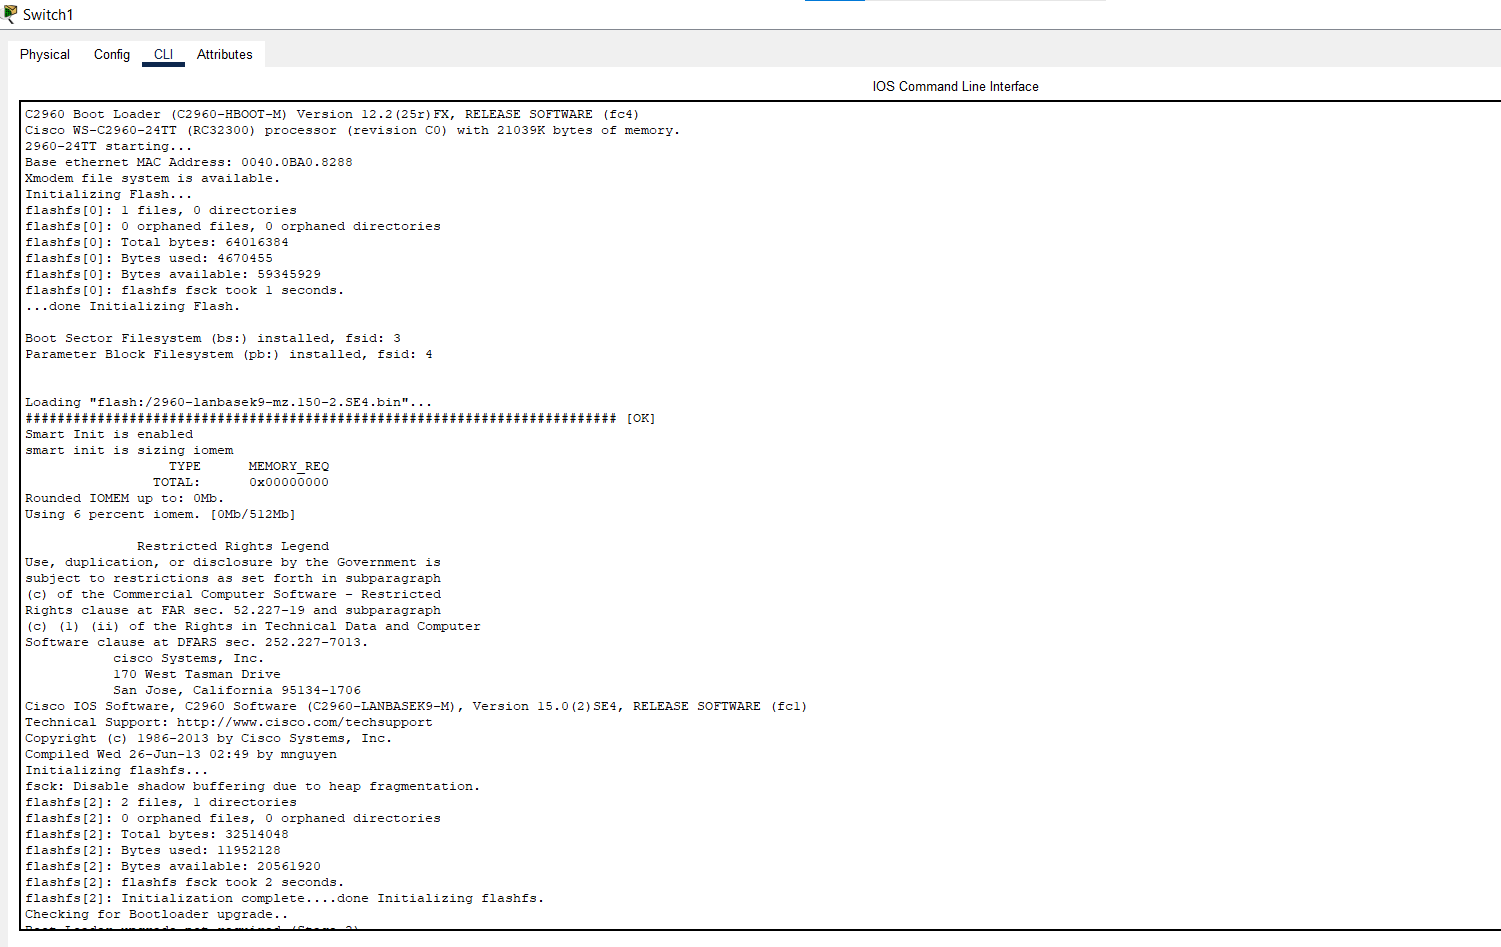 Switch1
Physical Config CLI Attributes
IOS Command Line Interface
C2960 Boot Loader (C2960-HBOOT-M) Version 12.2(25r)FX, RELEASE SOFTWARE (fc4)
Cisco WS-C2960-24TT (RC32300) processor (revision C0) with 21039K bytes of memory.
2960-24TT starting...
Base ethernet MAC Address: 0040.0BA0.8288
Xmodem file system is available.
Initializing Flash...
flashfs[0]: 1 files, 0 directories
flashfs[0]: 0 orphaned files, 0 orphaned directories
flashfs[0]: Total bytes: 64016384
flashfs[0]: Bytes used: 4670455
flashfs[0]: Bytes available: 59345929
flashfs[0]: flashfs fsck took 1 seconds.
...done Initializing Flash.
Boot Sector Filesystem (bs:) installed, fsid: 3
Parameter Block Filesystem (pb:) installed, fsid: 4
Loading "flash:/2960-lanbasek9-mz.150-2.SE4.bin"...
########################################################################## [OK]
Smart Init is enabled
smart init is sizing iomem
TYPE MEMORY_REQ
TOTAL: 0x00000000
Rounded IOMEM up to: 0Mb.
Using 6 percent iomem. [0Mb/512Mb]
Restricted Rights Legend
Use, duplication, or disclosure by the Government is
subject to restrictions as set forth in subparagraph
(c) of the Commercial Computer Software - Restricted
Rights clause at FAR sec. 52.227-19 and subparagraph
(c) (1) (ii) of the Rights in Technical Data and Computer
Software clause at DFARS sec. 252.227-7013.
cisco Systems, Inc.
170 West Tasman Drive
San Jose, California 95134-1706
Cisco IOS Software, C2960 Software (C2960-LANBASEK9-M), Version 15.0(2)SE4, RELEASE SOFTWARE (fc1)
Technical Support: http://www.cisco.com/techsupport
Copyright (c) 1986-2013 by Cisco Systems, Inc.
Compiled Wed 26-Jun-13 02:49 by mnguyen
Initializing flashfs...
fsck: Disable shadow buffering due to heap fragmentation.
flashfs[2]: 2 files, 1 directories
flashfs[2]: 0 orphaned files, 0 orphaned directories
flashfs[2]: Total bytes: 32514048
flashfs[2]: Bytes used: 11952128
flashfs[2]: Bytes available: 20561920
flashfs[2]: flashfs fsck took 2 seconds.
flashfs[2]: Initialization complete....done Initializing flashfs.
Checking for Bootloader upgrade..